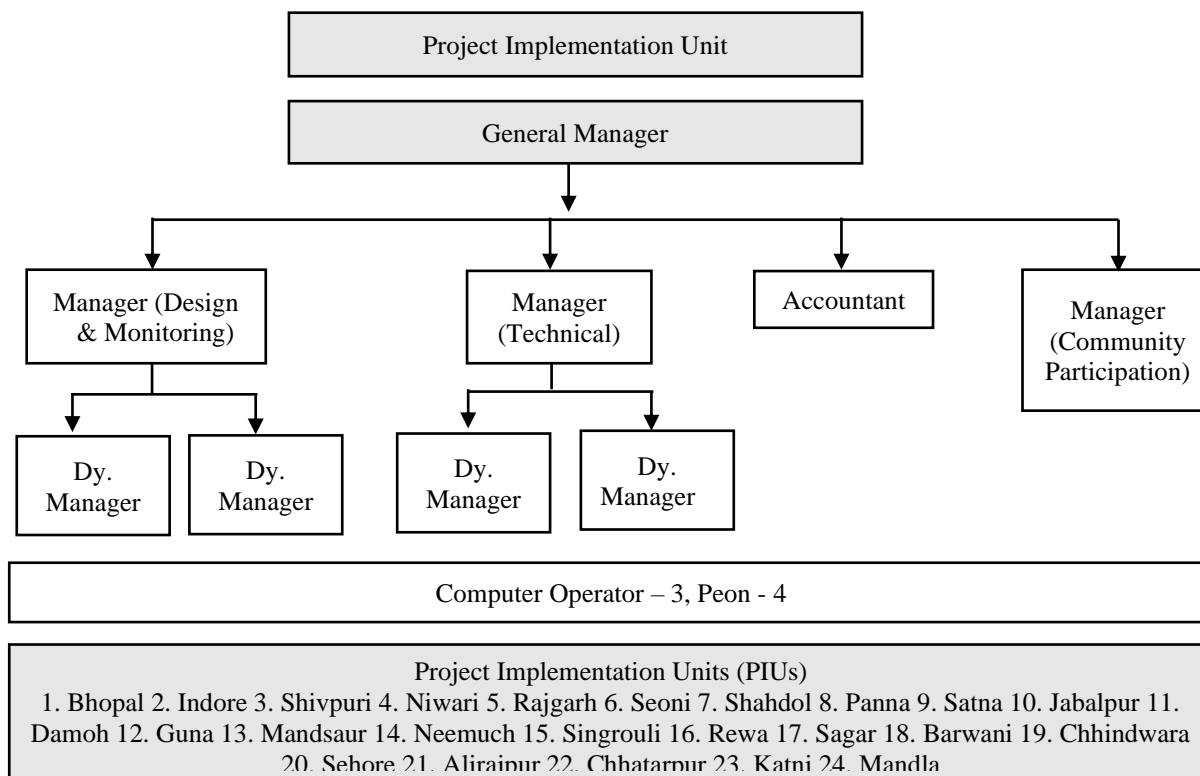 Project Implementation Unit
General Manager
Manager (Design
& Monitoring)
Manager
(Technical)
Accountant
Manager
(Community
Participation)
Dy.
Manager
Dy.
Manager
Dy.
Manager
Dy.
Manager
Computer Operator – 3, Peon - 4
Project Implementation Units (PIUs)
1. Bhopal 2. Indore 3. Shivpuri 4. Niwari 5. Rajgarh 6. Seoni 7. Shahdol 8. Panna 9. Satna 10. Jabalpur 11.
Damoh 12. Guna 13. Mandsaur 14. Neemuch 15. Singrouli 16. Rewa 17. Sagar 18. Barwani 19. Chhindwara
20. Sehore 21. Alirajpur 22. Chhatarpur 23. Katni 24. Mandla